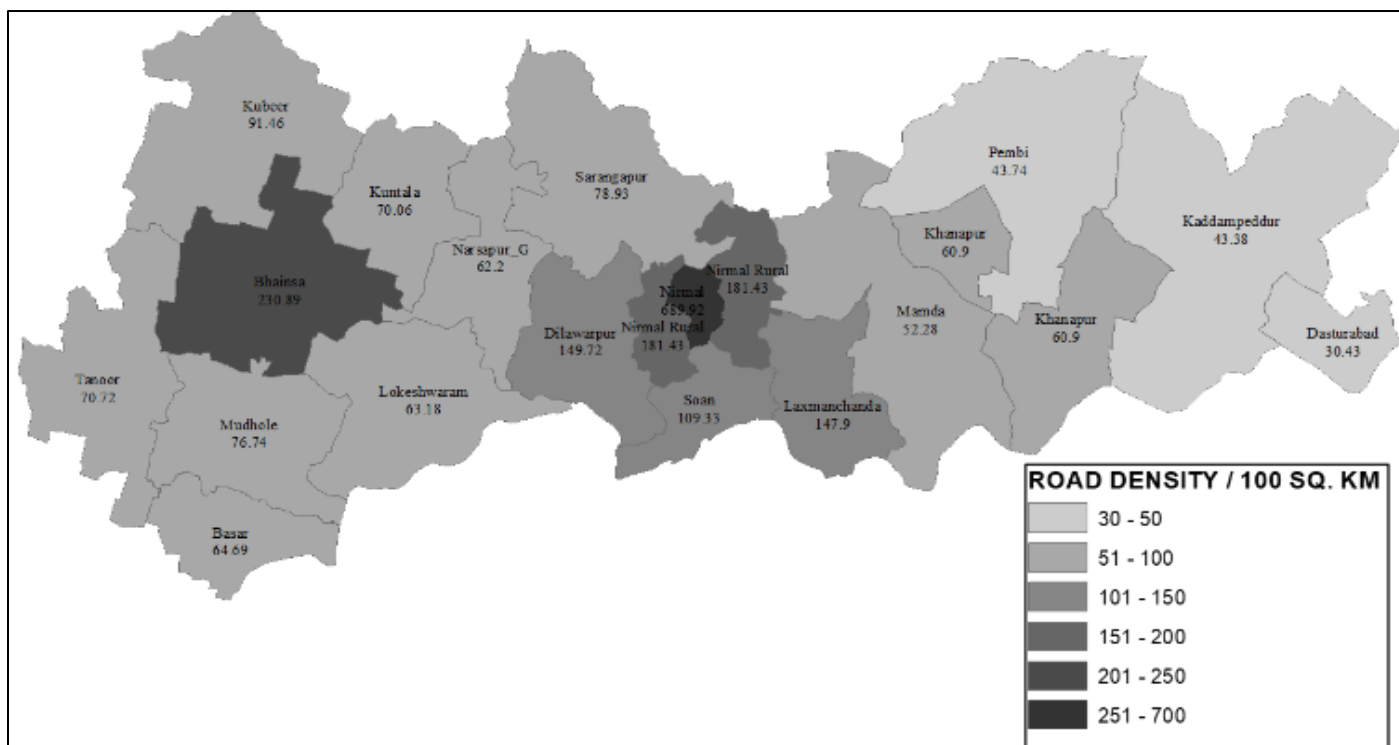 Kubeer
91.46
Kuntala
70.06
Sarangapur
78.93
Pembi
43.74
Kaddampeddur
43.38
Khanapur
60.9
Narsapur_G
62.2
Bhainsa
230.89
Nirmal Rural
181.43
Nirmal
689.92
Nirmal Rural
181.43
Dilawarpur
149.72
Mamda
52.28
Khanapur
60.9
Dasturabad
30.43
Tanoor
70.72
Lokeshwaram
63.18
Soan
109.33
Laxmanchanda
147.9
Mudhole
76.74
Basar
64.69
ROAD DENSITY / 100 SQ. KM
30 - 50
51 - 100
101 - 150
151 - 200
201 - 250
251 - 700